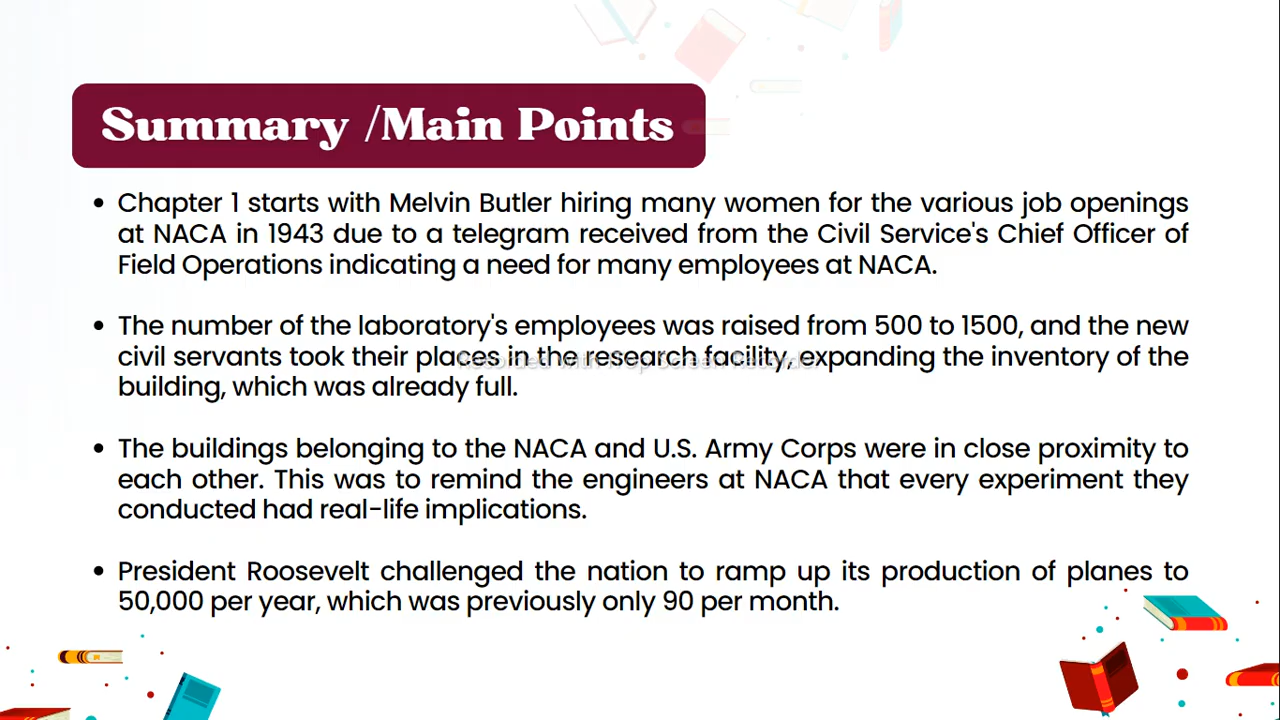 Summary /Main Points
• Chapter 1 starts with Melvin Butler hiring many women for the various job openings
at NACA in 1943 due to a telegram received from the Civil Service's Chief Officer of
Field Operations indicating a need for many employees at NACA.
• The number of the laboratory's employees was raised from 500 to 1500, and the new
civil servants took their places in the research facility, expanding the inventory of the
Recorded with iTop Screen Recorder
building, which was already full.
• The buildings belonging to the NACA and U.S. Army Corps were in close proximity to
each other. This was to remind the engineers at NACA that every experiment they
conducted had real-life implications.
• President Roosevelt challenged the nation to ramp up its production of planes to
50,000 per year, which was previously only 90 per month.